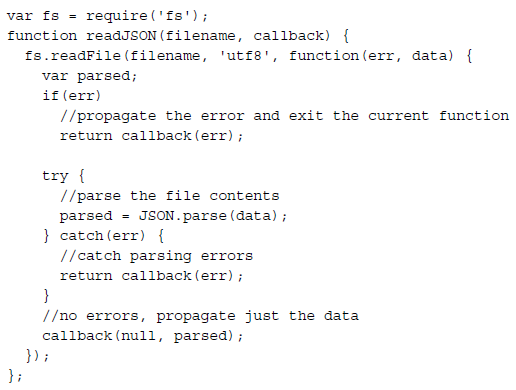 var fs = require('fs');
function readJSON(filename, callback) {
  fs.readFile(filename, 'utf8', function(err, data) {
    var parsed;
    if(err)
      //propagate the error and exit the current function
      return callback(err);

    try {
      //parse the file contents
      parsed = JSON.parse(data);
    } catch(err) {
      //catch parsing errors
      return callback(err);
    }
    //no errors, propagate just the data
    callback(null, parsed);
  });
};